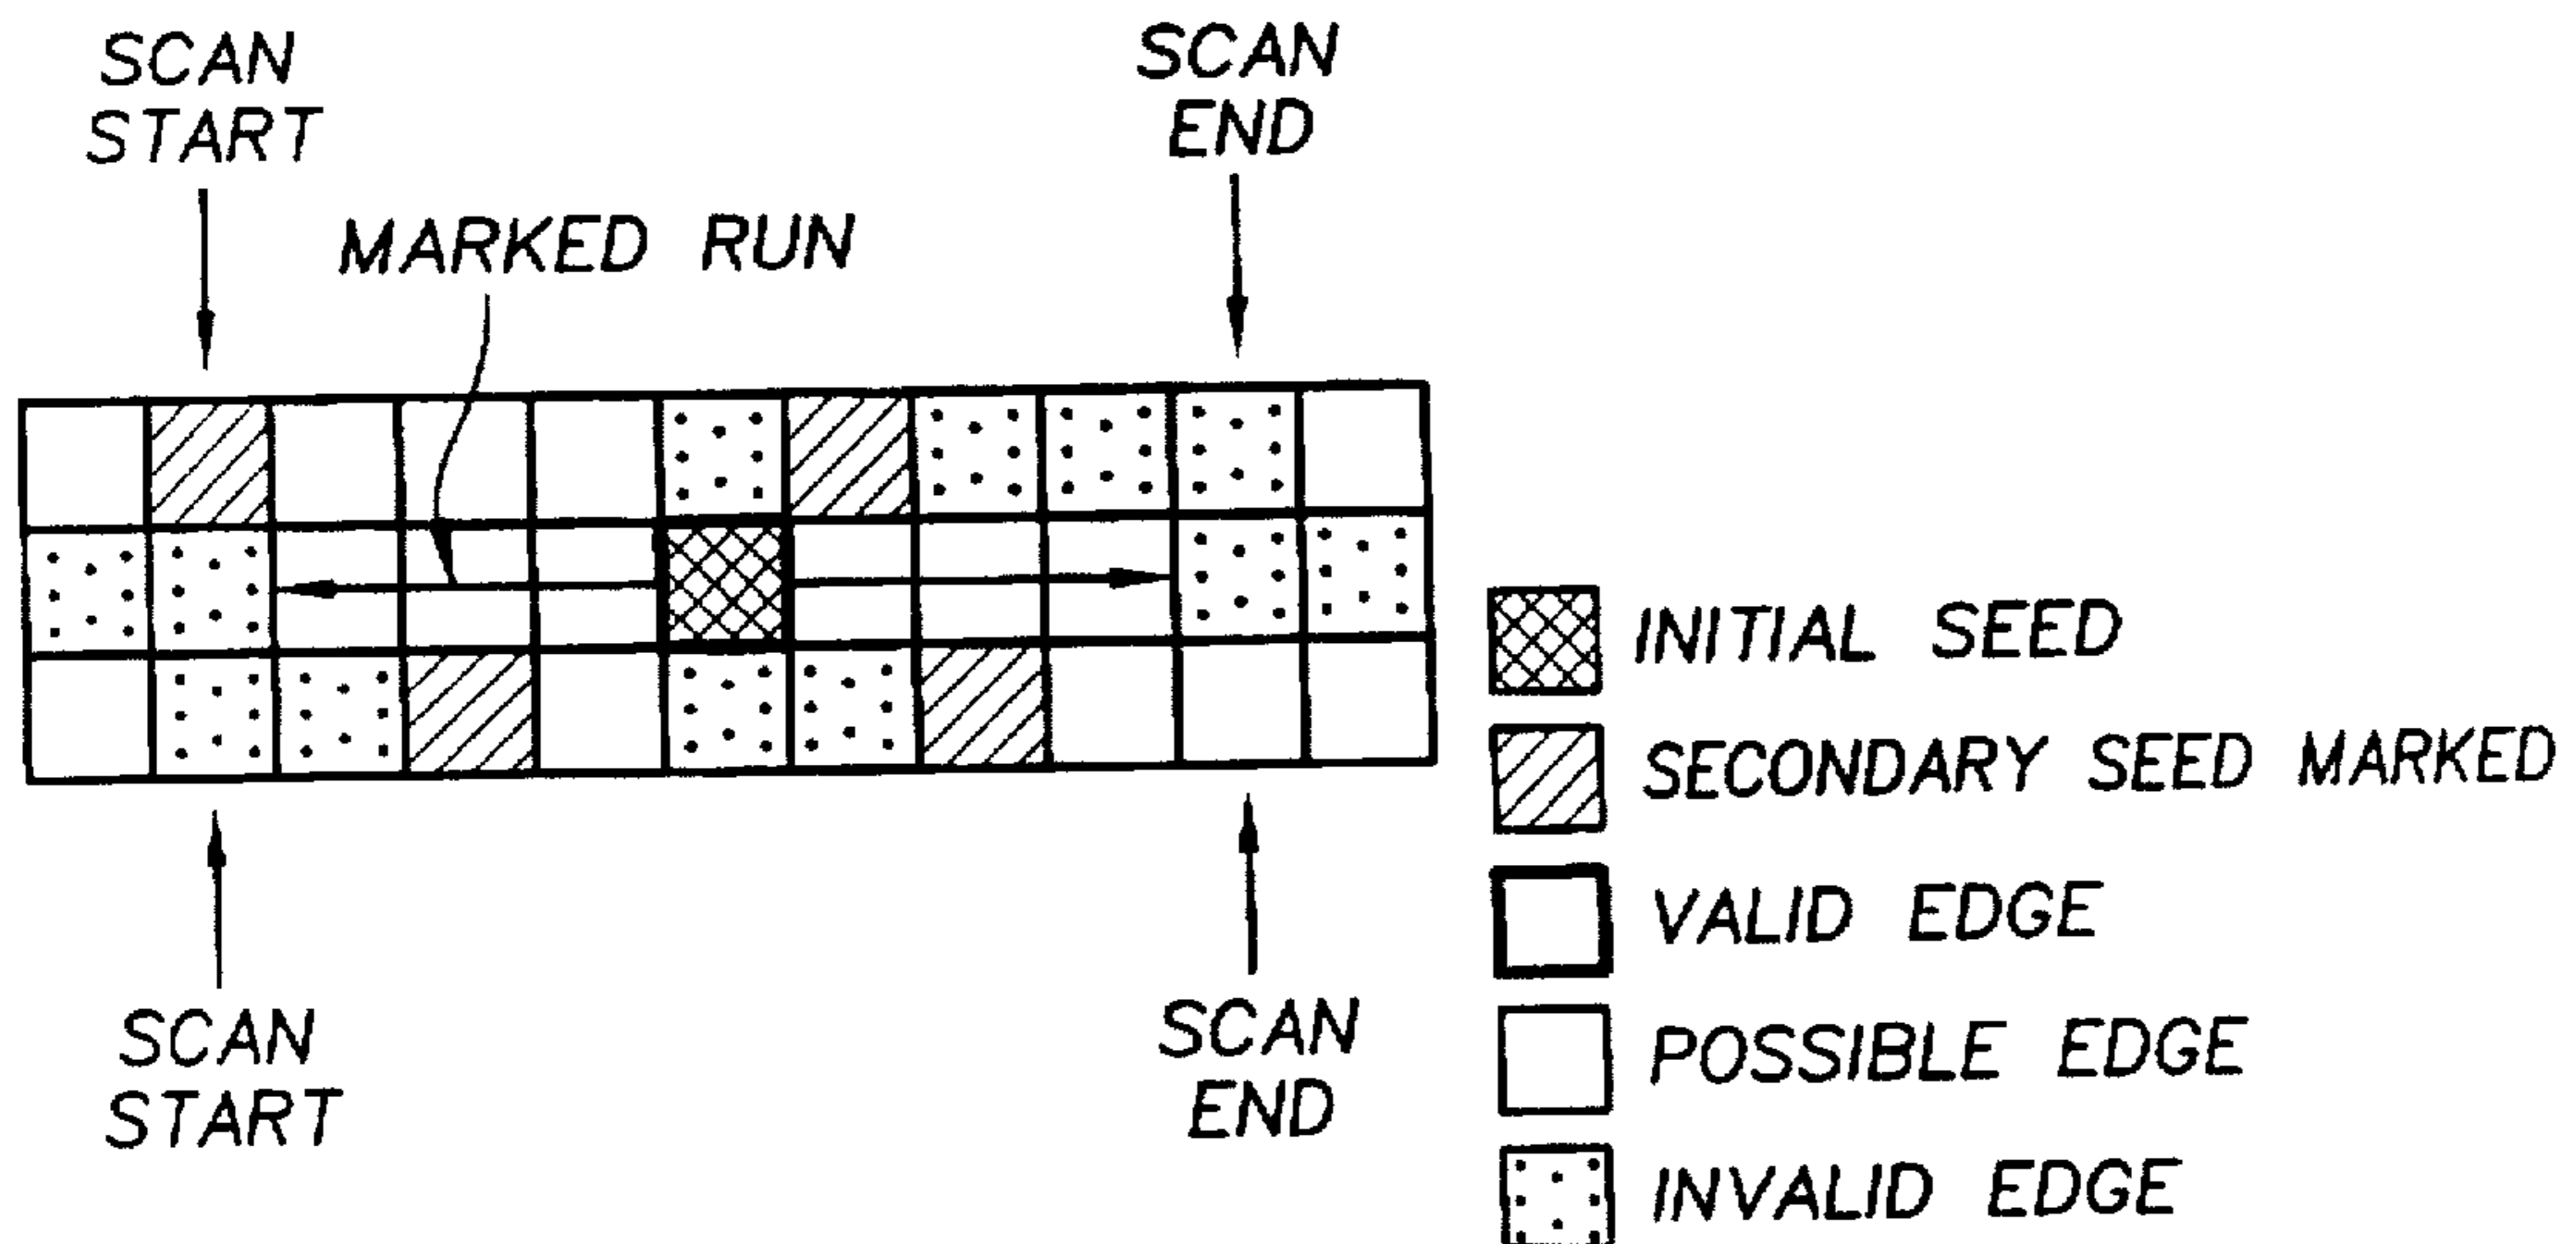 SCAN
START
SCAN
END
MARKED RUN
INITIAL SEED
SECONDARY SEED MARKED
VALID EDGE
POSSIBLE EDGE
INVALID EDGE
SCAN
START
SCAN
END